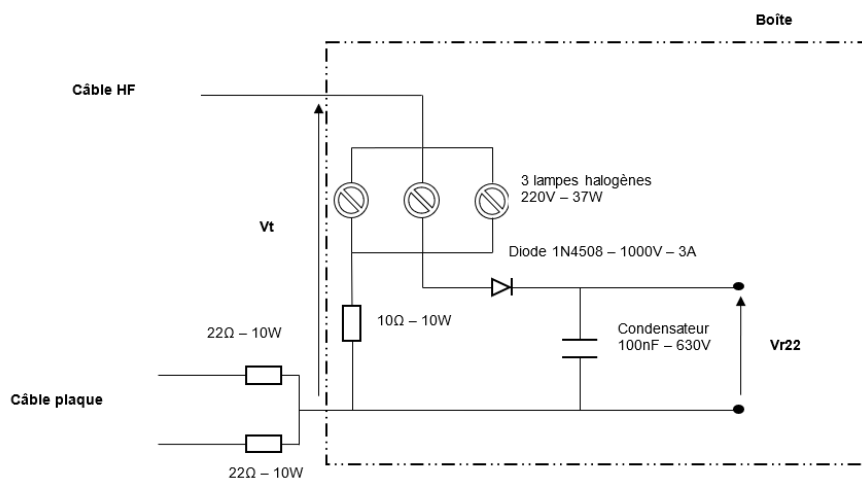 Boîte
Câble HF
3 lampes halogènes
220V – 37W
Vt
Diode 1N4508 – 1000V – 3A
10Ω – 10W
22Ω – 10W
Condensateur
100nF – 630V
Vr22
Câble plaque
22Ω – 10W